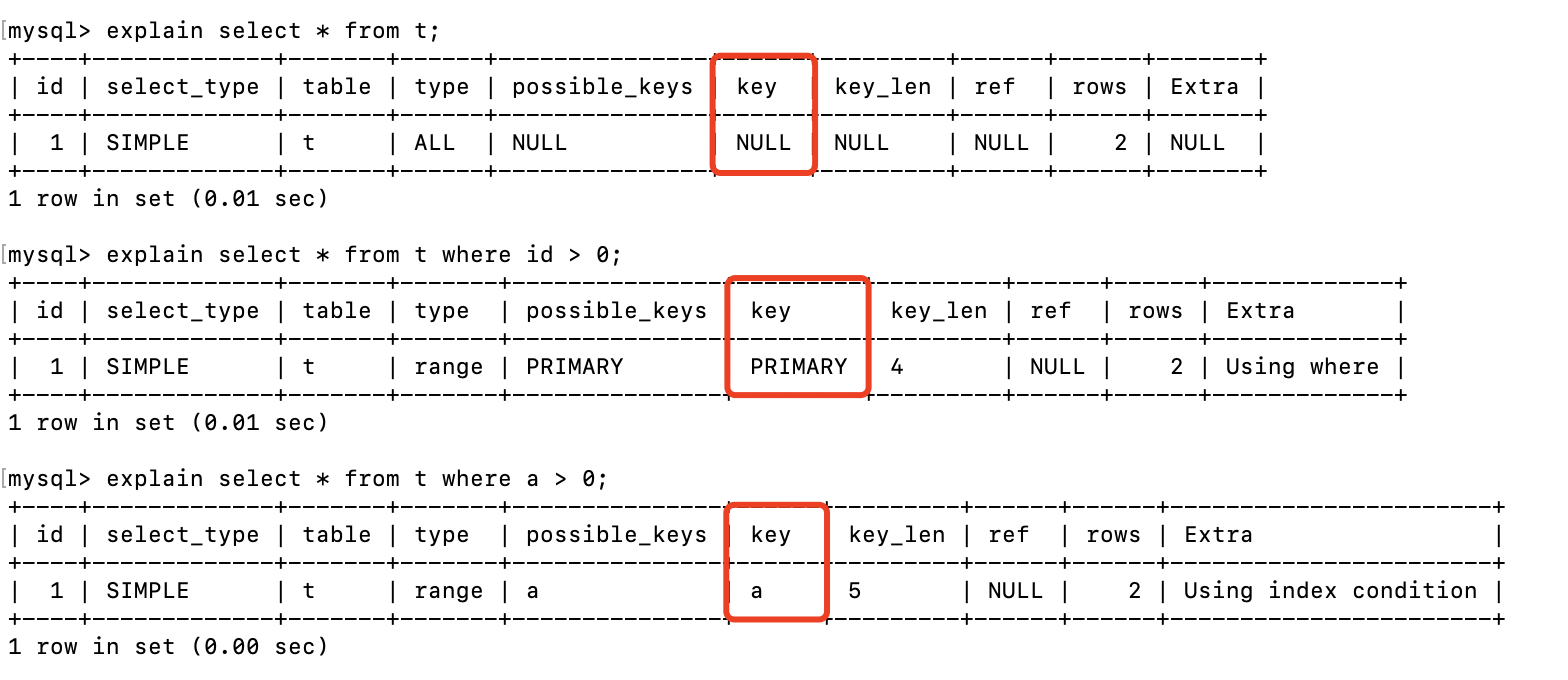 mysql> explain select * from t;
+----+-------------+-------+------+---------------+------+---------+------+------+-------+
| id | select_type | table | type | possible_keys | key | key_len | ref | rows | Extra |
+----+-------------+-------+------+---------------+------+---------+------+------+-------+
| 1 | SIMPLE | t | ALL | NULL | NULL | NULL | NULL | 2 | NULL |
+----+-------------+-------+------+---------------+------+---------+------+------+-------+
1 row in set (0.01 sec)
mysql> explain select * from t where id > 0;
+----+-------------+-------+-------+---------------+---------+---------+------+------+-------------+
| id | select_type | table | type | possible_keys | key | key_len | ref | rows | Extra |
+----+-------------+-------+-------+---------------+---------+---------+------+------+-------------+
| 1 | SIMPLE | t | range | PRIMARY | PRIMARY | 4 | NULL | 2 | Using where |
+----+-------------+-------+-------+---------------+---------+---------+------+------+-------------+
1 row in set (0.01 sec)
mysql> explain select * from t where a > 0;
+----+-------------+-------+-------+---------------+------+---------+------+------+-----------------------+
| id | select_type | table | type | possible_keys | key | key_len | ref | rows | Extra |
+----+-------------+-------+-------+---------------+------+---------+------+------+-----------------------+
| 1 | SIMPLE | t | range | a | a | 5 | NULL | 2 | Using index condition |
+----+-------------+-------+-------+---------------+------+---------+------+------+-----------------------+
1 row in set (0.00 sec)